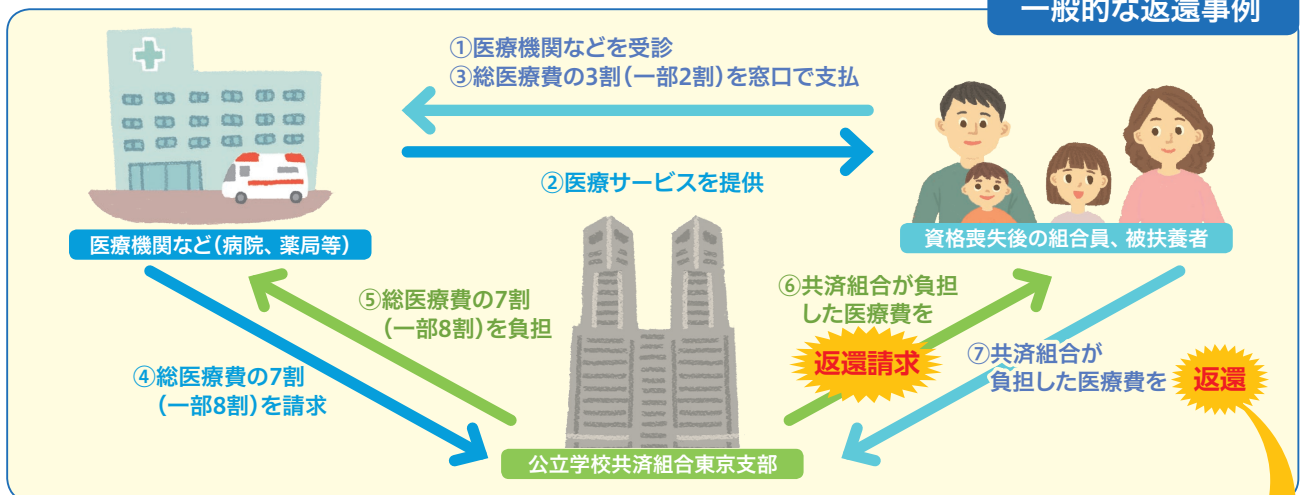 一般的な返還事例
①医療機関などを受診
③総医療費の3割（一部2割）を窓口で支払
②医療サービスを提供
医療機関など（病院、薬局等）
資格喪失後の組合員、被扶養者
⑤総医療費の7割
（一部8割）を負担
⑥共済組合が負担
した医療費を
返還請求
④総医療費の7割
（一部8割）を請求
⑦共済組合が
負担した医療費を
返還
公立学校共済組合東京支部